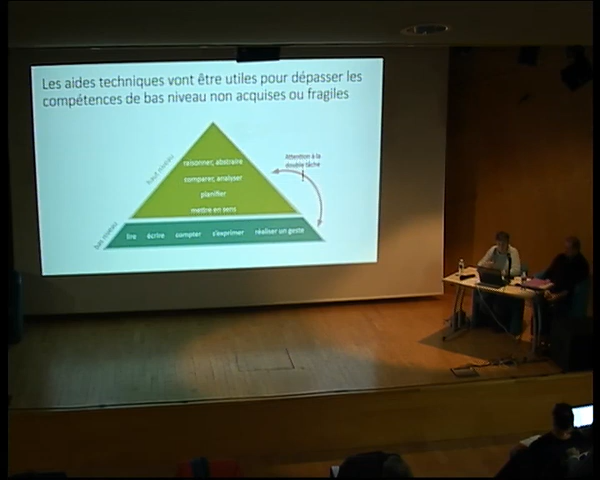 Les aides techniques vont être utiles pour dépasser les
compétences de bas niveau non acquises ou fragiles
haut niveau
raisonner, abstraire
comparer, analyser
planifier
mettre en sens
Attention à la
double tâche
bas niveau
lire écrire compter s'exprimer réaliser un geste